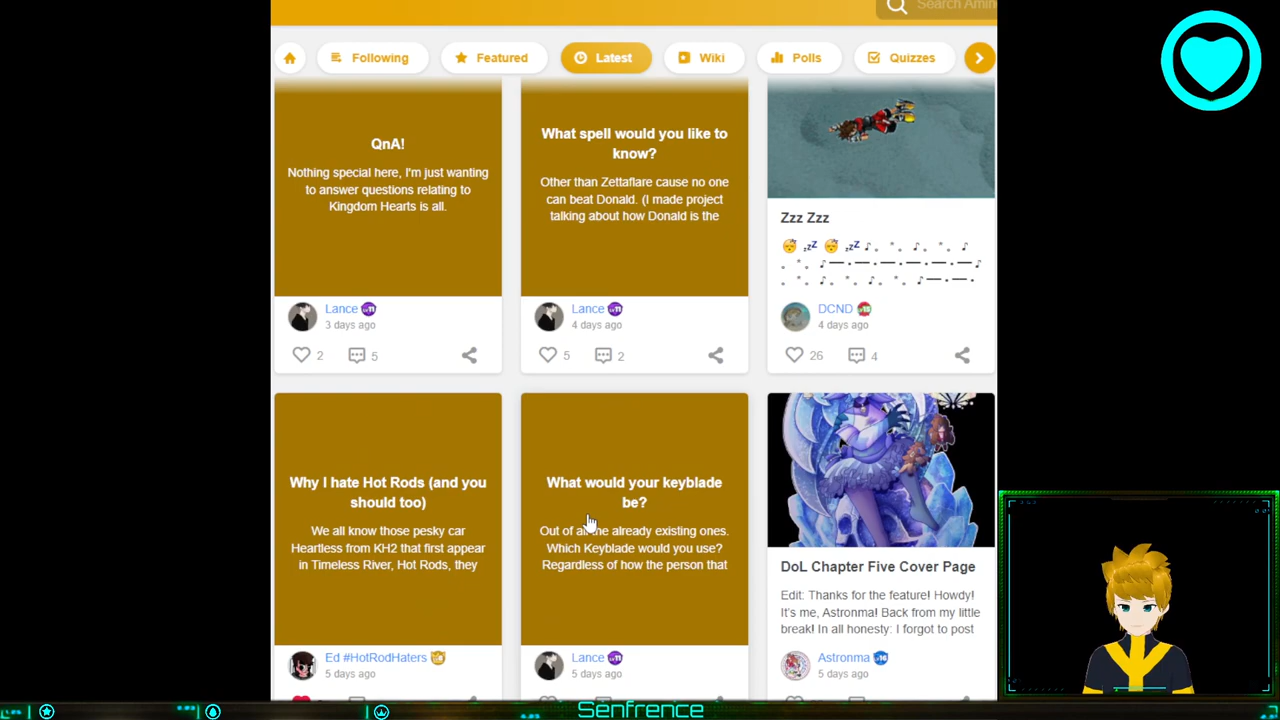 Search Amino
Following
Featured
Latest
Wiki
Polls
Quizzes
QnA!
Nothing special here, I'm just wanting
to answer questions relating to
Kingdom Hearts is all.
Lance
3 days ago
2
5
What spell would you like to
know?
Other than Zettaflare cause no one
can beat Donald. (I made project
talking about how Donald is the
Lance
4 days ago
5
2
Zzz Zzz
DCND
4 days ago
26
4
Why I hate Hot Rods (and you
should too)
We all know those pesky car
Heartless from KH2 that first appear
in Timeless River, Hot Rods, they
Ed #HotRodHaters
5 days ago
What would your keyblade
be?
Out of all the already existing ones.
Which Keyblade would you use?
Regardless of how the person that
Lance
5 days ago
DoL Chapter Five Cover Page
Edit: Thanks for the feature! Howdy!
It's me, Astronma! Back from my little
break! In all honesty: I forgot to post
Astronma
5 days ago
Senfrence